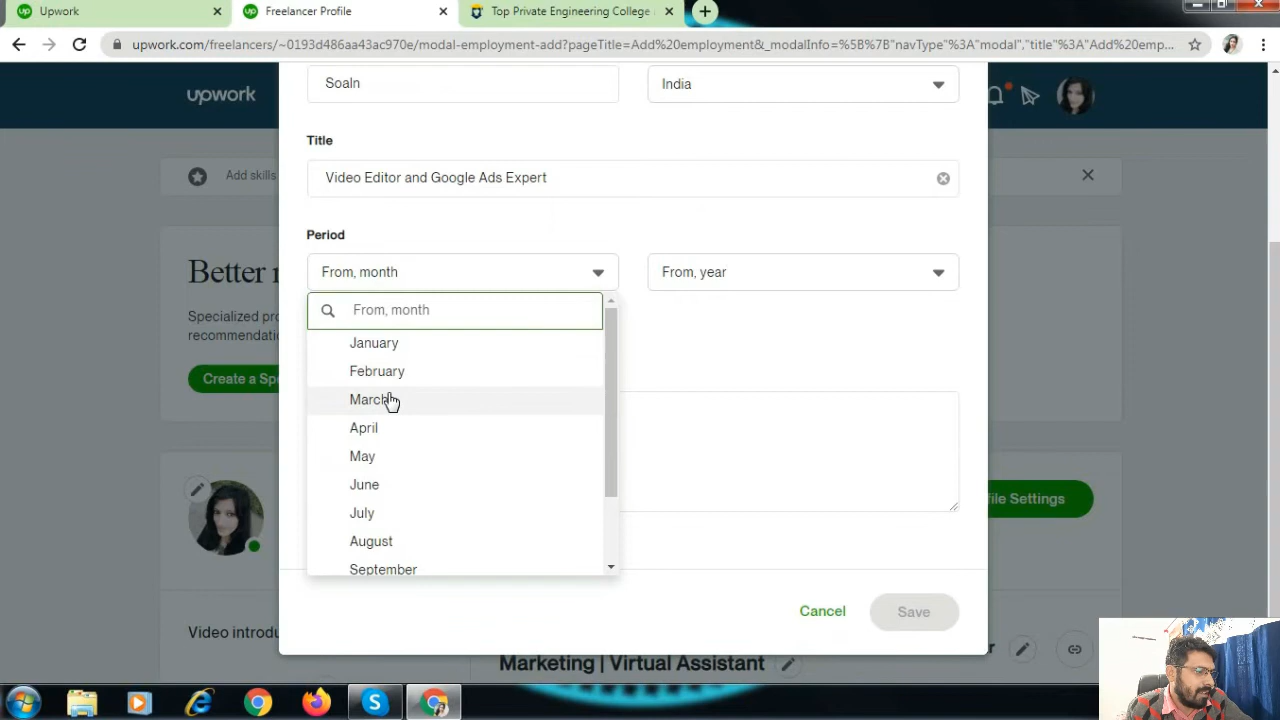 Upwork
Freelancer Profile
Top Private Engineering College
upwork.com/freelancers/~0193d486aa43ac970e/modal-employment-add?pageTitle=Add%20employment&_modalInfo=%5B%7B"navType"%3A"modal","title"%3A"Add%20emp...
upwork
Soaln
India
Title
Add skills
Video Editor and Google Ads Expert
Period
Better
From, month
From, year
From, month
Specialized
recommendation
January
February
Create a Spe
March
April
May
June
July
August
September
file Settings
Cancel
Save
Video introdu
Marketing | Virtual Assistant